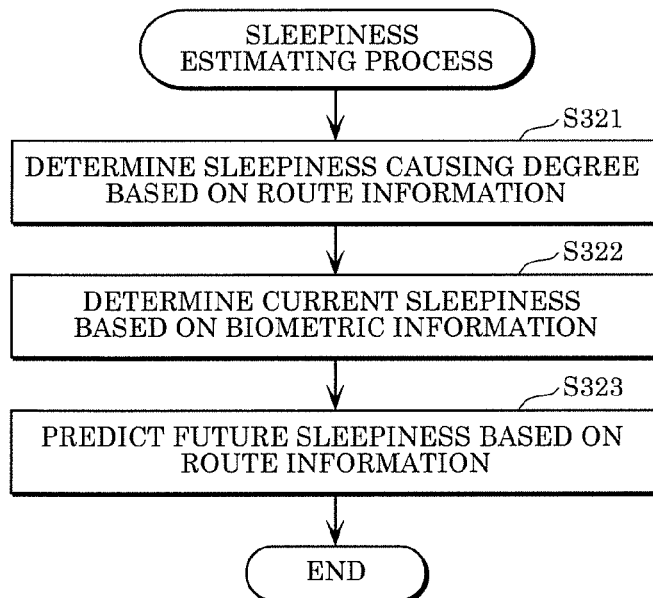 SLEEPINESS
ESTIMATING PROCESS
S321
DETERMINE SLEEPINESS CAUSING DEGREE
BASED ON ROUTE INFORMATION
S322
DETERMINE CURRENT SLEEPINESS
BASED ON BIOMETRIC INFORMATION
S323
PREDICT FUTURE SLEEPINESS BASED ON
ROUTE INFORMATION
END